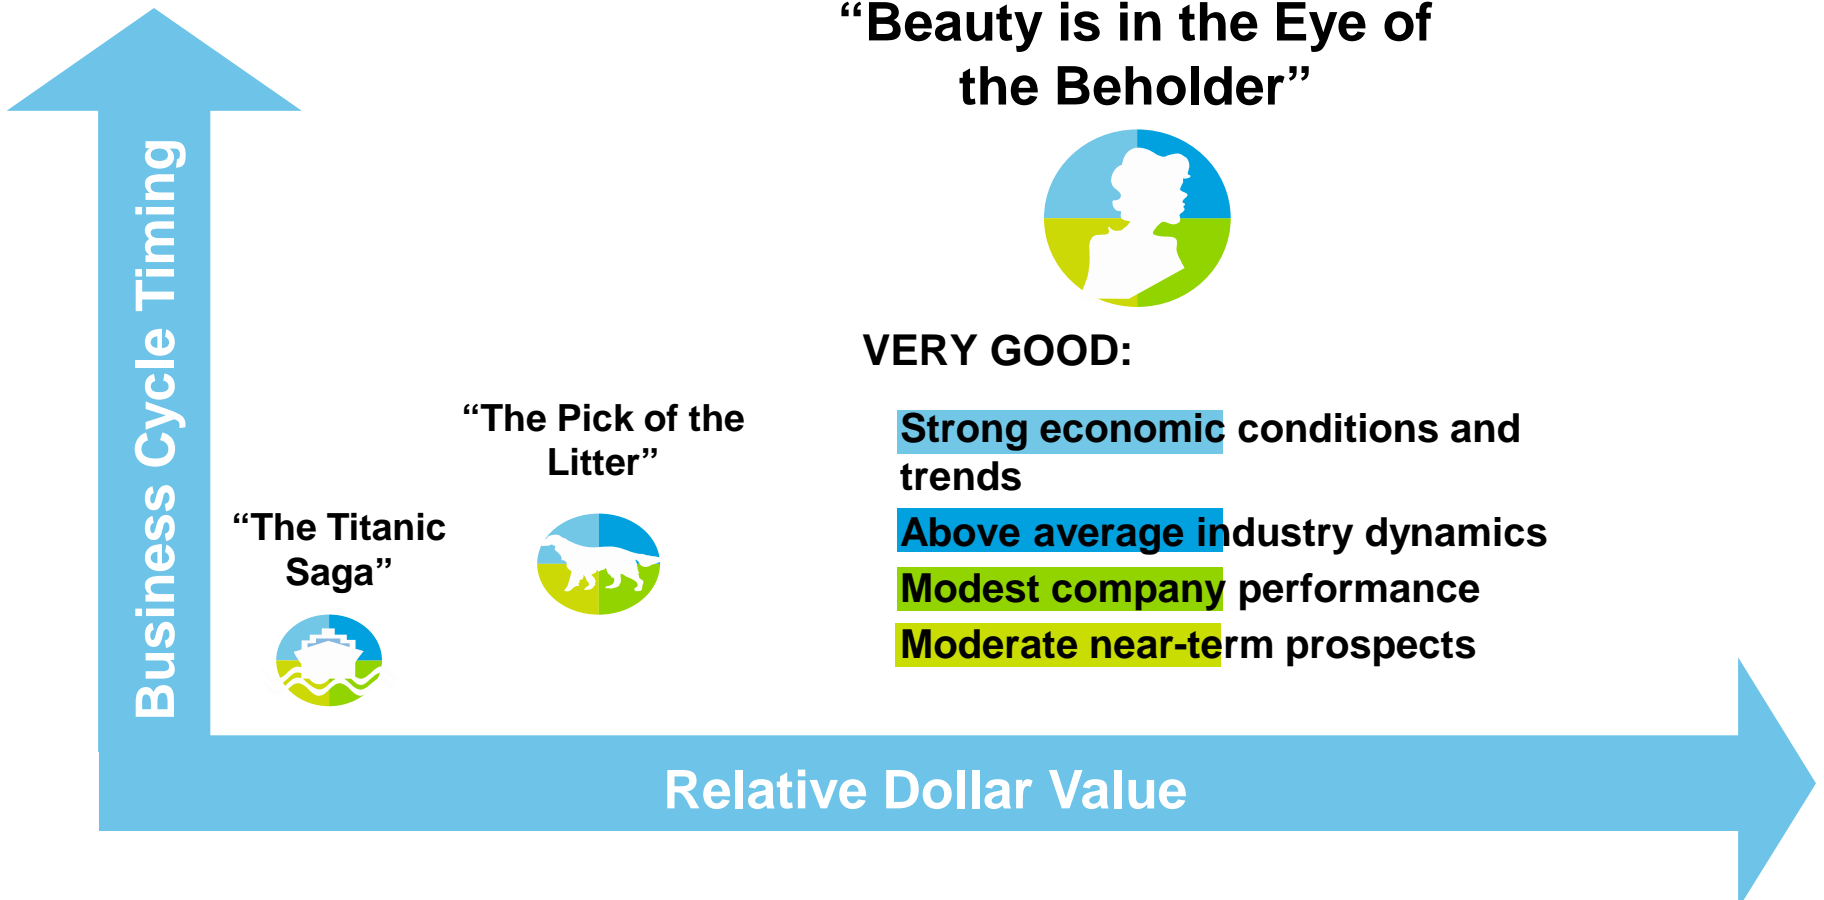 “Beauty is in the Eye of
the Beholder”
VERY GOOD:
Strong economic conditions and
trends
Above average industry dynamics
Modest company performance
Moderate near-term prospects
“The Pick of the
Litter”
“The Titanic
Saga”
Business Cycle Timing
Relative Dollar Value